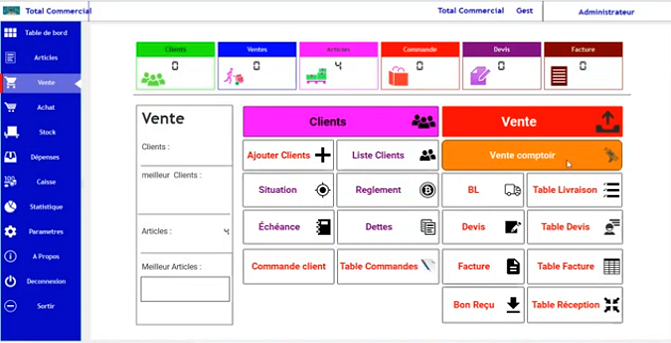 Total Commercial
Total Commercial Gest
Administrateur
Table de bord
Articles
Vente
Achat
Stock
Dépenses
Caisse
Statistique
Parametres
A Propos
Deconnexion
Sortir
Clients
0
Ventes
0
Articles
4
Commande
0
Devis
0
Facture
0
Vente
Clients :
meilleur Clients :
Articles : 4
Meilleur Articles :
Clients
Ajouter Clients
Liste Clients
Situation
Reglement
Échéance
Dettes
Commande client
Table Commandes
Vente
Vente comptoir
BL
Table Livraison
Devis
Table Devis
Facture
Table Facture
Bon Reçu
Table Réception